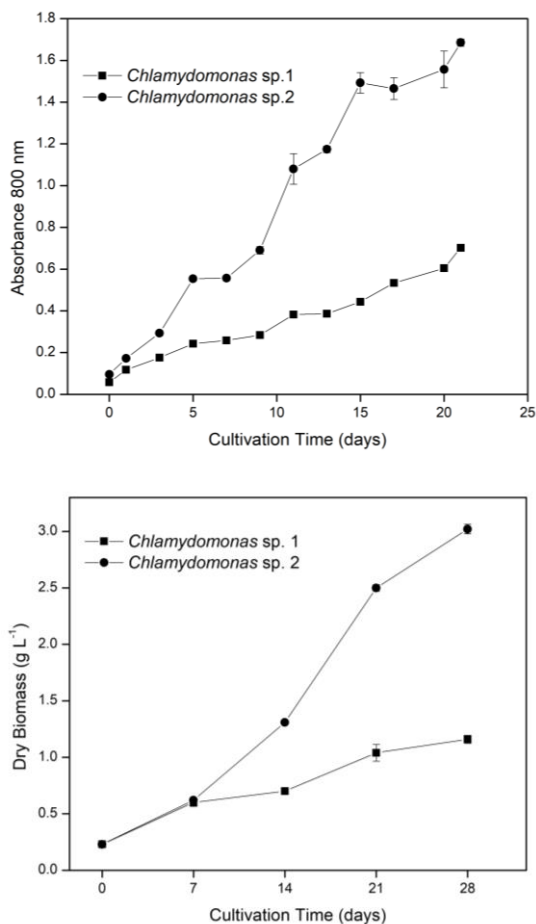 Chlamydomonas sp.1
Chlamydomonas sp.2
Absorbance 800 nm
1.8
1.6
1.4
1.2
1.0
0.8
0.6
0.4
0.2
0.0
0 5 10 15 20 25
Cultivation Time (days)
Chlamydomonas sp. 1
Chlamydomonas sp. 2
Dry Biomass (g L⁻¹)
3.0
2.5
2.0
1.5
1.0
0.5
0.0
0 7 14 21 28
Cultivation Time (days)